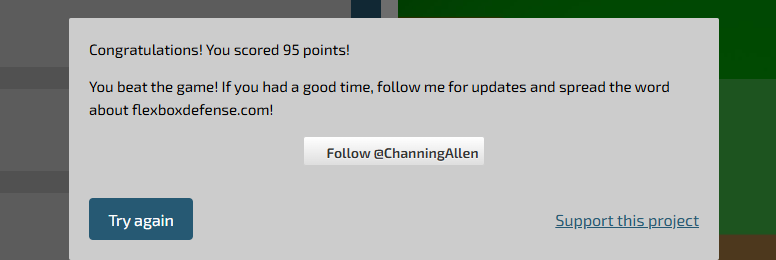 Congratulations! You scored 95 points!
You beat the game! If you had a good time, follow me for updates and spread the word
about flexboxdefense.com!
Follow @ChanningAllen
Try again
Support this project